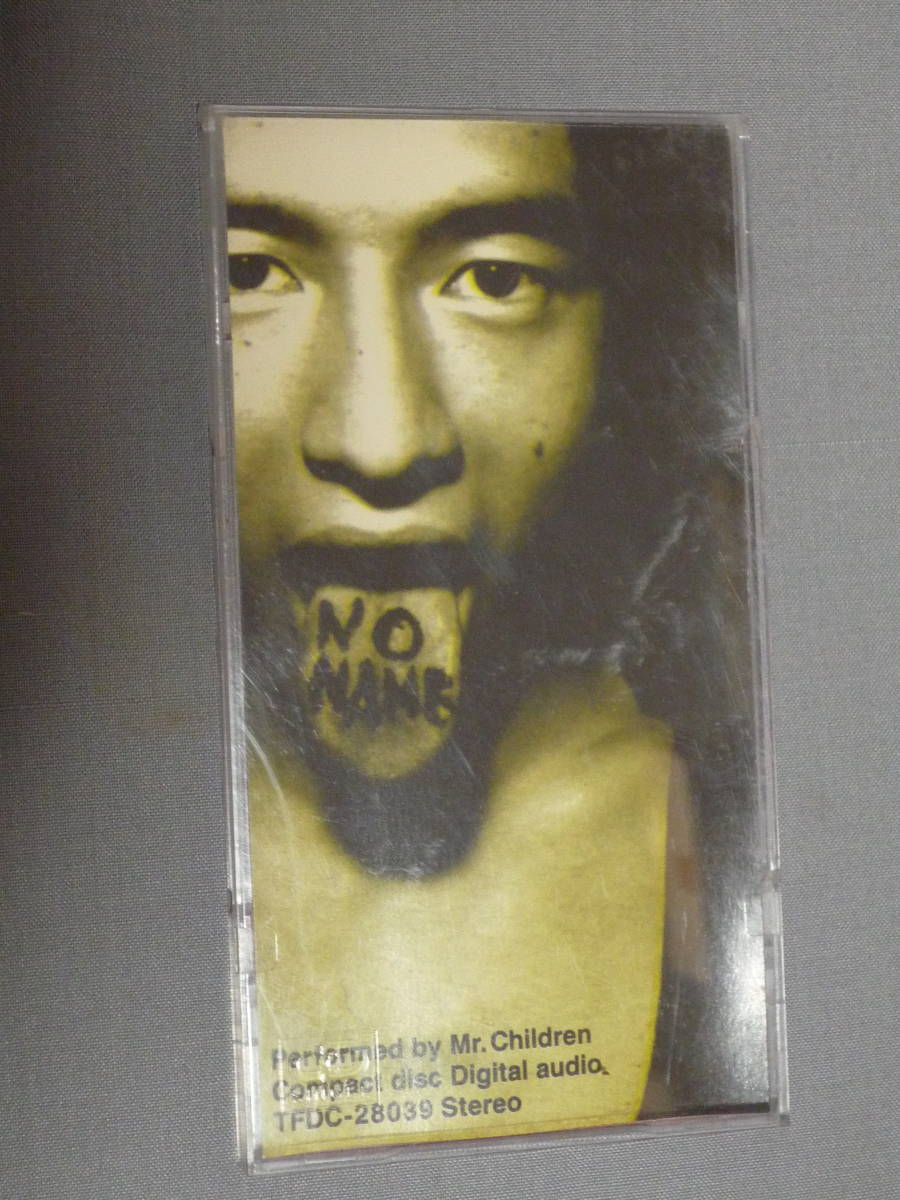 NO
NAME
Performed by Mr. Children
Compact disc Digital audio.
TFDC-28039 Stereo